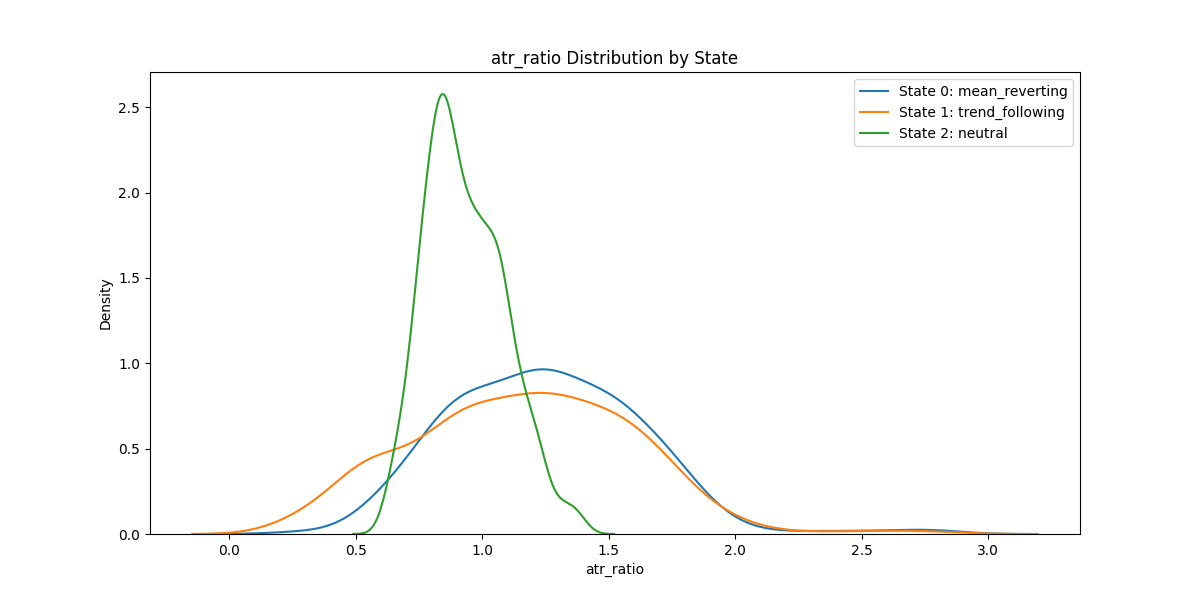 atr_ratio Distribution by State
State 0: mean_reverting
State 1: trend_following
State 2: neutral
Density
2.5
2.0
1.5
1.0
0.5
0.0
0.0 0.5 1.0 1.5 2.0 2.5 3.0
atr_ratio